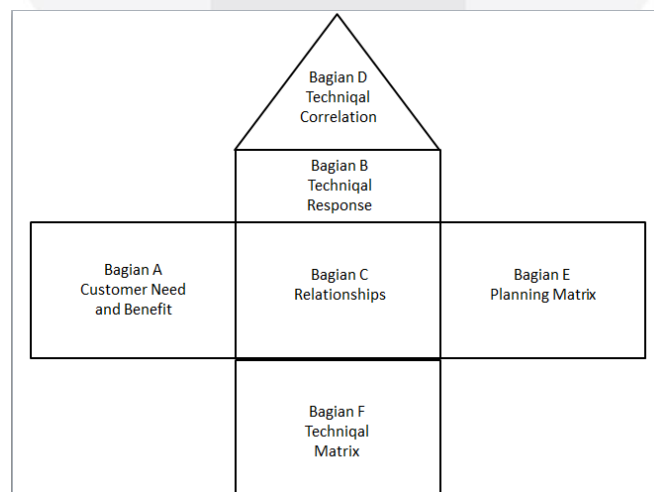 Bagian D
Techniqal
Correlation
Bagian B
Techniqal
Response
Bagian A
Customer Need
and Benefit
Bagian C
Relationships
Bagian E
Planning Matrix
Bagian F
Techniqal
Matrix